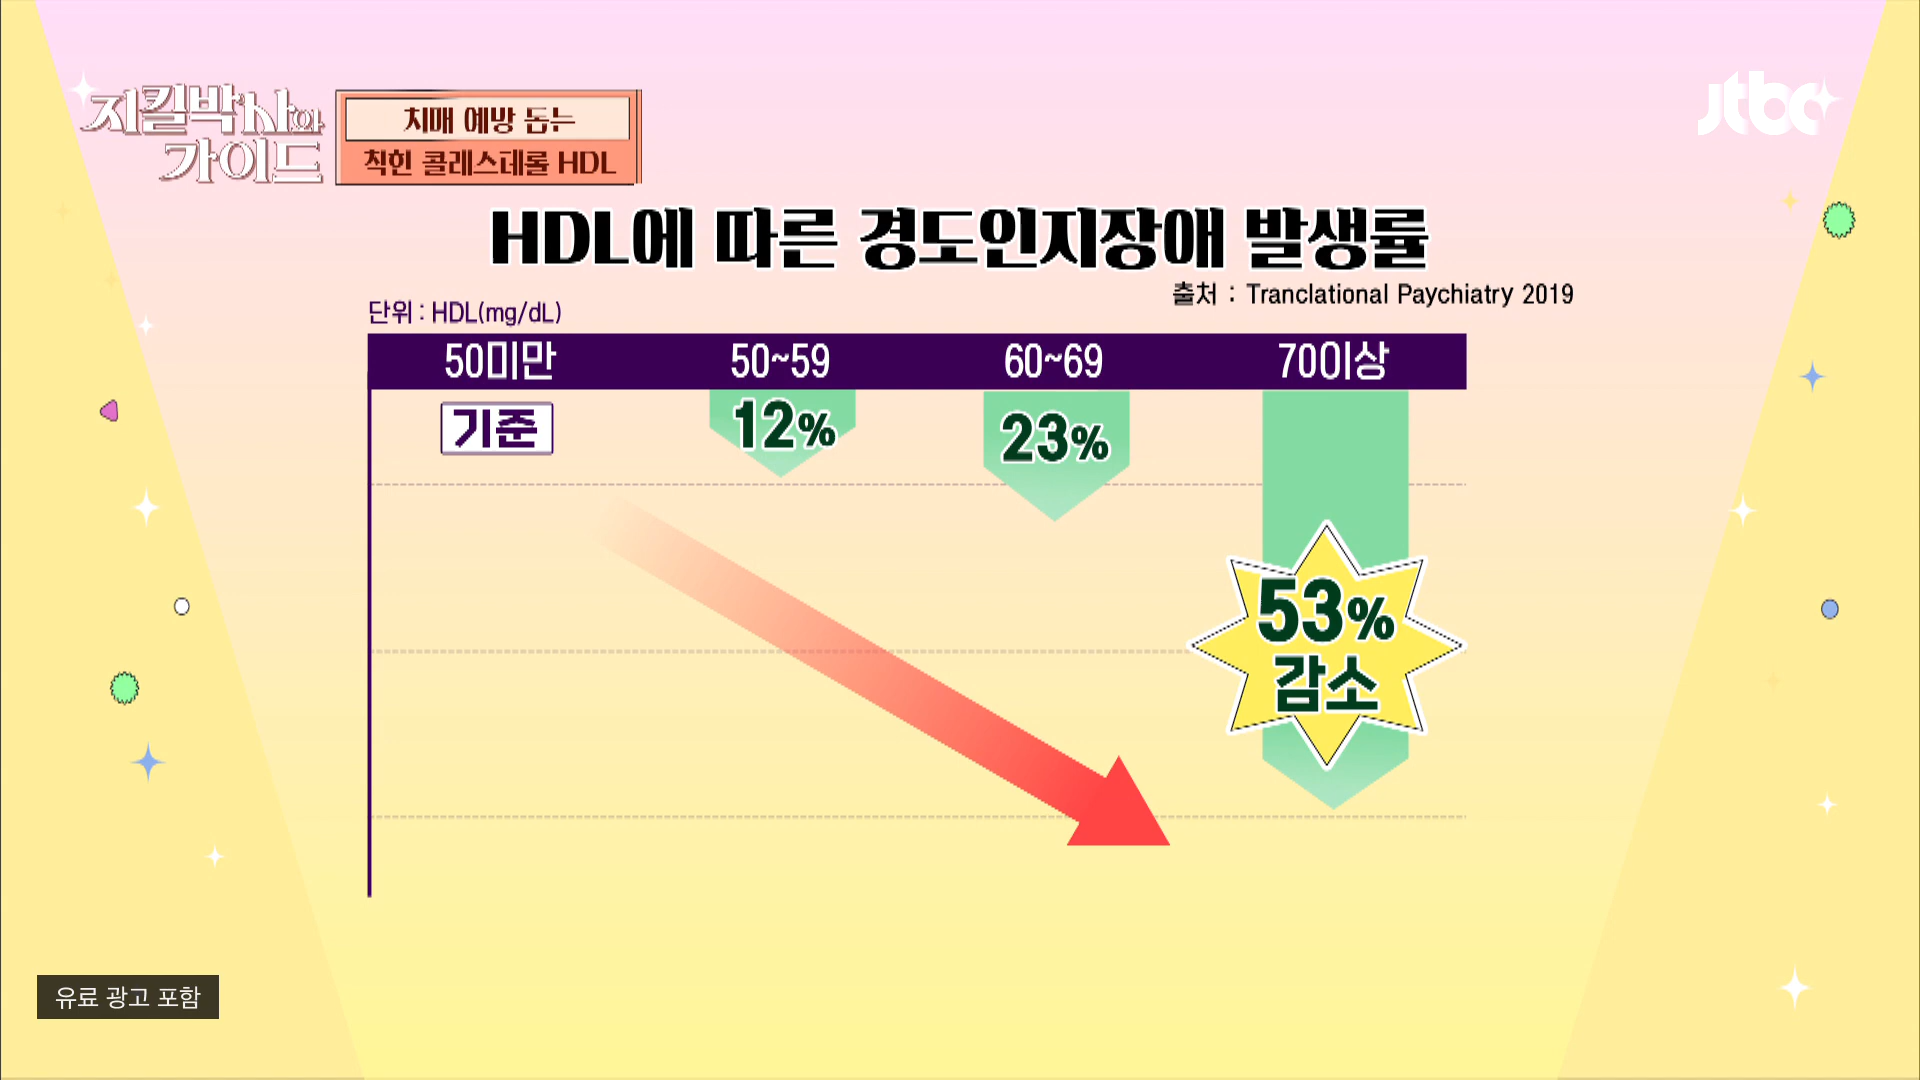 지킬박사와
가이드
치매 예방 돕는
착한 콜레스테롤 HDL
jtbc
HDL에 따른 경도인지장애 발생률
출처 : Tranclational Paychiatry 2019
단위 : HDL(mg/dL)
50미만 50~59 60~69 70이상
기준 12% 23%
53%
감소
유료 광고 포함